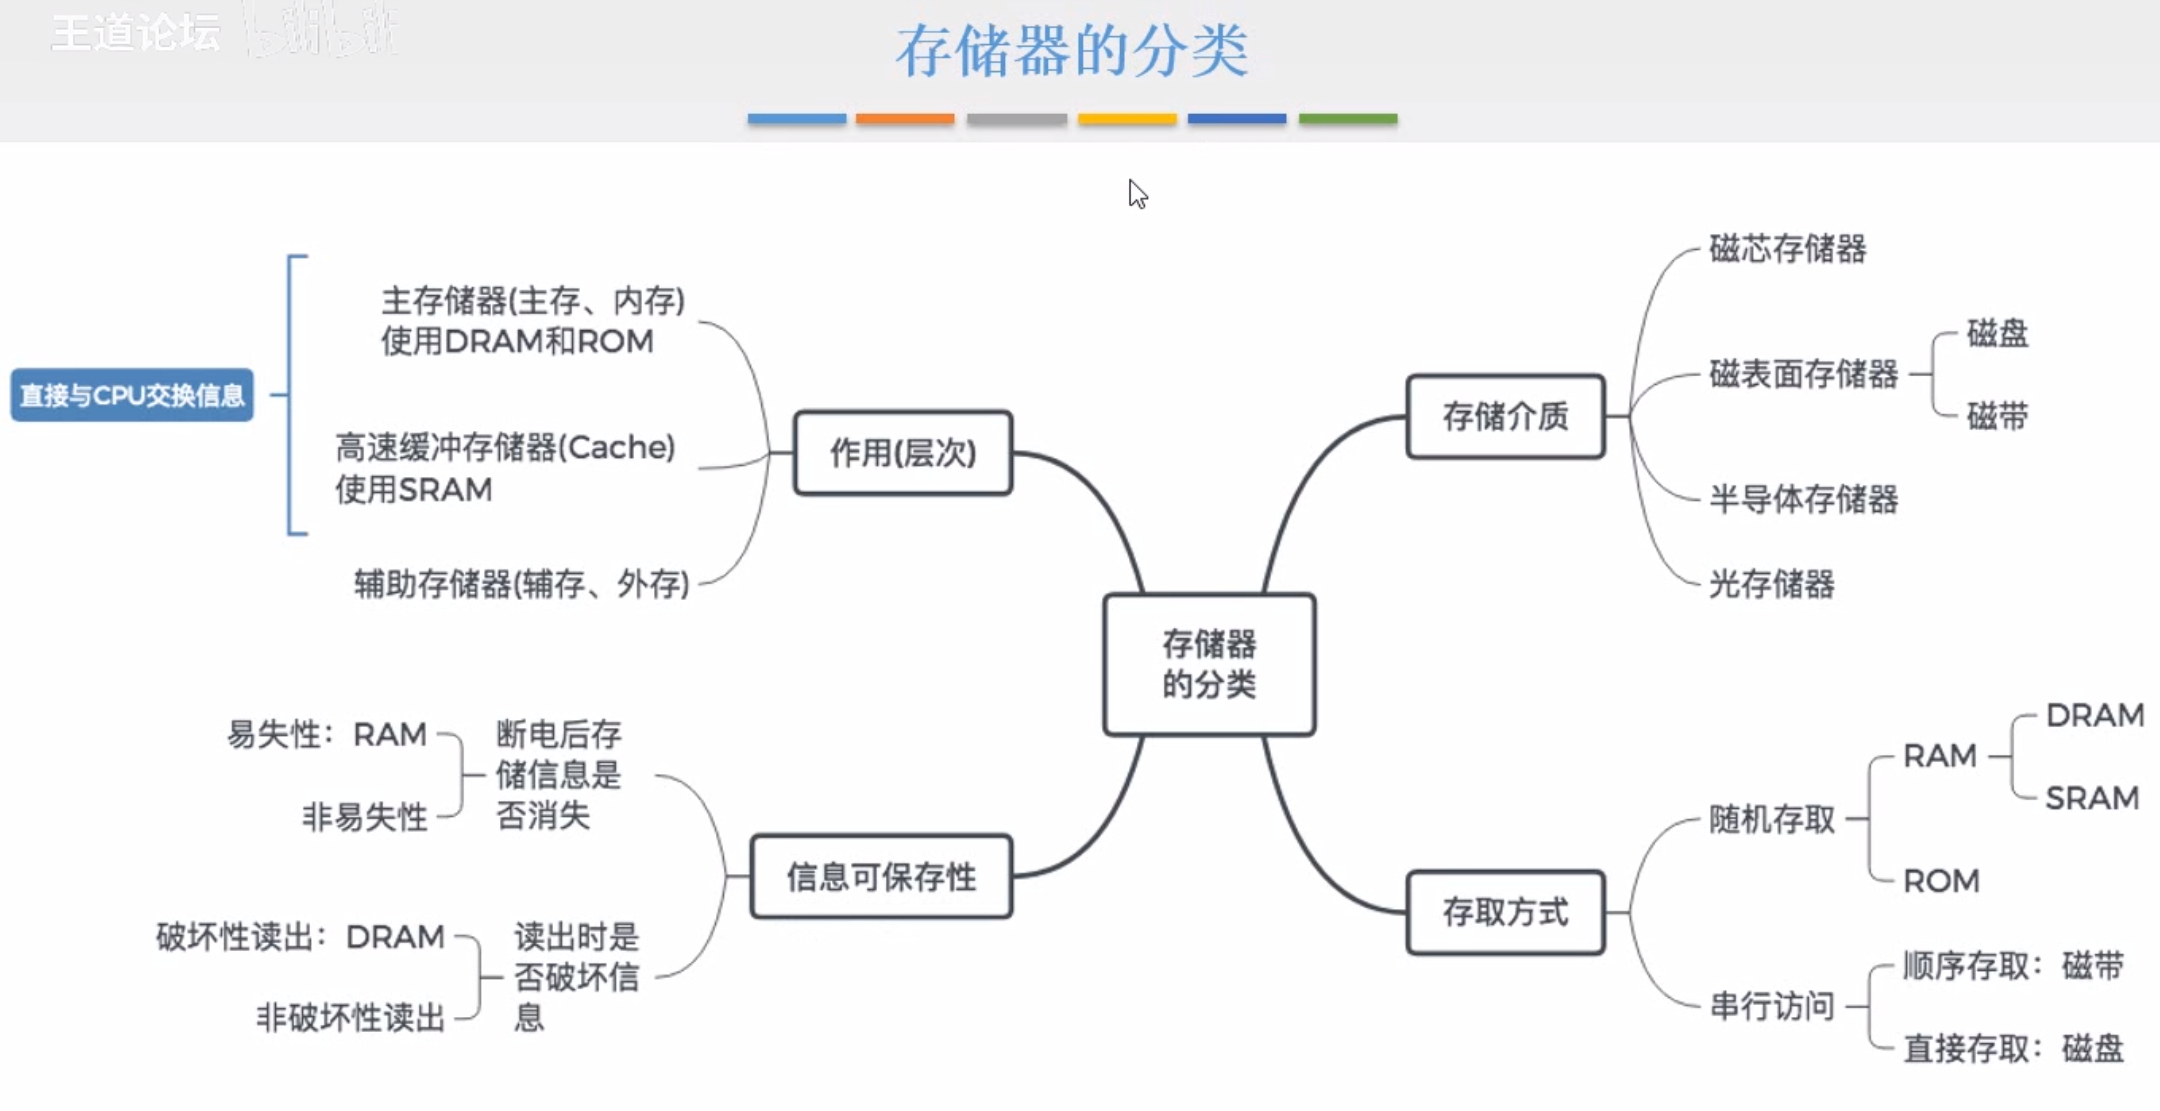 王道论坛 bilibili
存储器的分类
主存储器(主存、内存)
使用DRAM和ROM
直接与CPU交换信息
高速缓冲存储器(Cache)
使用SRAM
辅助存储器(辅存、外存)
作用(层次)
存储介质
磁芯存储器
磁表面存储器
磁盘
磁带
半导体存储器
光存储器
存储器
的分类
易失性：RAM
非易失性
断电后存
储信息是
否消失
信息可保存性
破坏性读出：DRAM
非破坏性读出
读出时是
否破坏信
息
存取方式
随机存取
RAM
DRAM
SRAM
ROM
串行访问
顺序存取：磁带
直接存取：磁盘